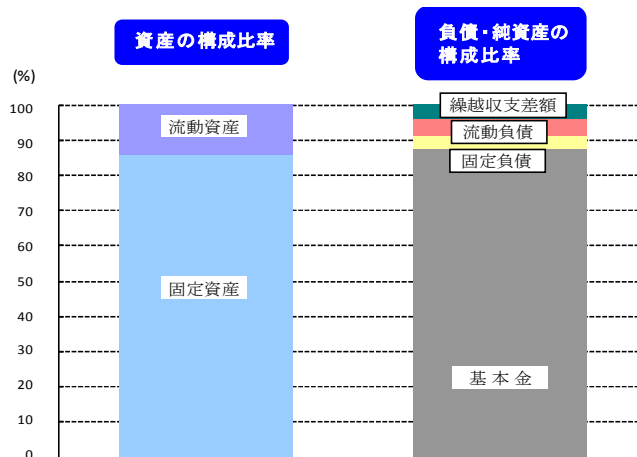 資産の構成比率
負債・純資産の
構成比率
(%)
100
90
80
70
60
50
40
30
20
10
0
流動資産
固定資産
繰越収支差額
流動負債
固定負債
基本金